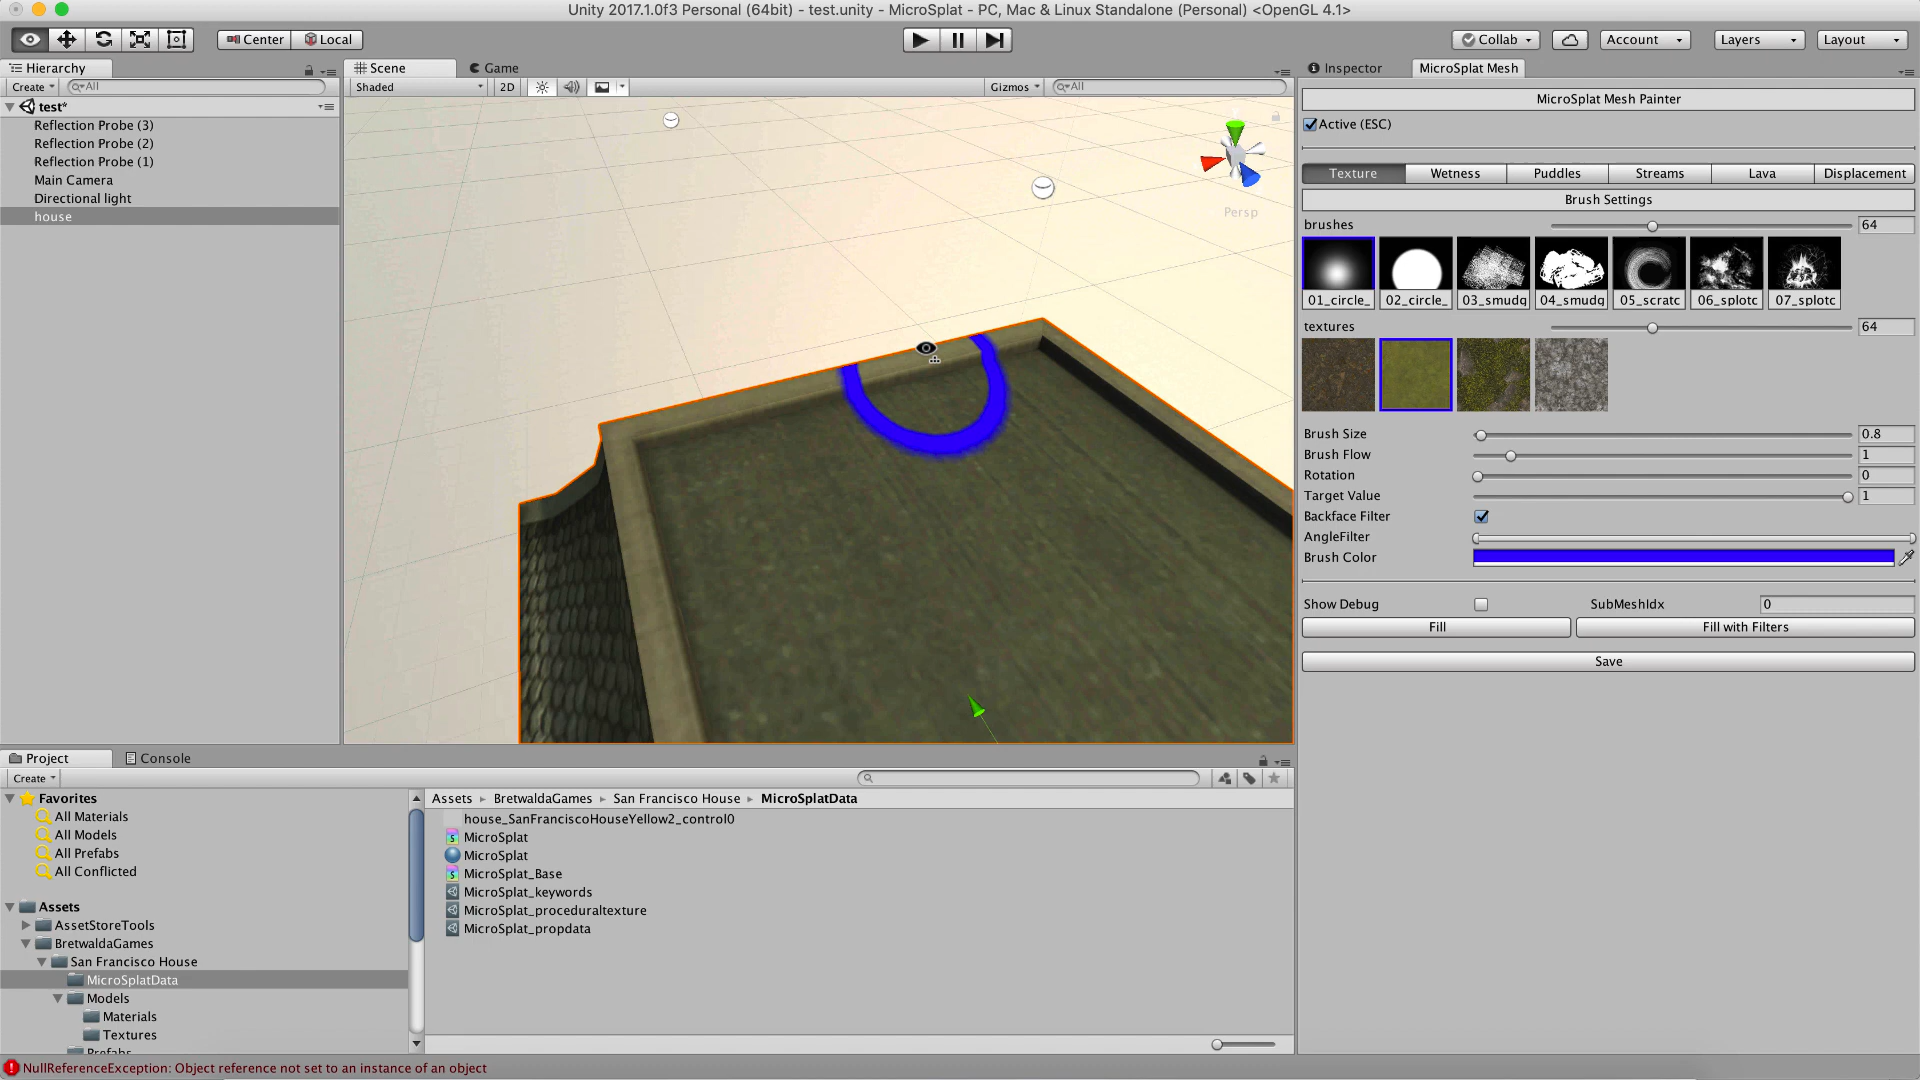 Unity 2017.1.0f3 Personal (64bit) - test.unity - MicroSplat - PC, Mac & Linux Standalone (Personal) <OpenGL 4.1>
Center Local Collab Account Layers Layout
Hierarchy
Create All
test*
Reflection Probe (3)
Reflection Probe (2)
Reflection Probe (1)
Main Camera
Directional light
house
Scene Game
Shaded 2D Gizmos All
Persp
Inspector MicroSplat Mesh
MicroSplat Mesh Painter
Active (ESC)
Texture Wetness Puddles Streams Lava Displacement
Brush Settings
brushes 64
01_circle_ 02_circle_ 03_smudg 04_smudg 05_scratc 06_splotc 07_splotc
textures 64
Brush Size 0.8
Brush Flow 1
Rotation 0
Target Value 1
Backface Filter
AngleFilter
Brush Color
Show Debug SubMeshIdx 0
Fill Fill with Filters
Save
Project Console
Create
Favorites
All Materials
All Models
All Prefabs
All Conflicted
Assets
AssetStoreTools
BretwaldaGames
San Francisco House
MicroSplatData
Models
Materials
Textures
Prefabs
Assets BretwaldaGames San Francisco House MicroSplatData
house_SanFranciscoHouseYellow2_control0
MicroSplat
MicroSplat
MicroSplat_Base
MicroSplat_keywords
MicroSplat_proceduraltexture
MicroSplat_propdata
NullReferenceException: Object reference not set to an instance of an object